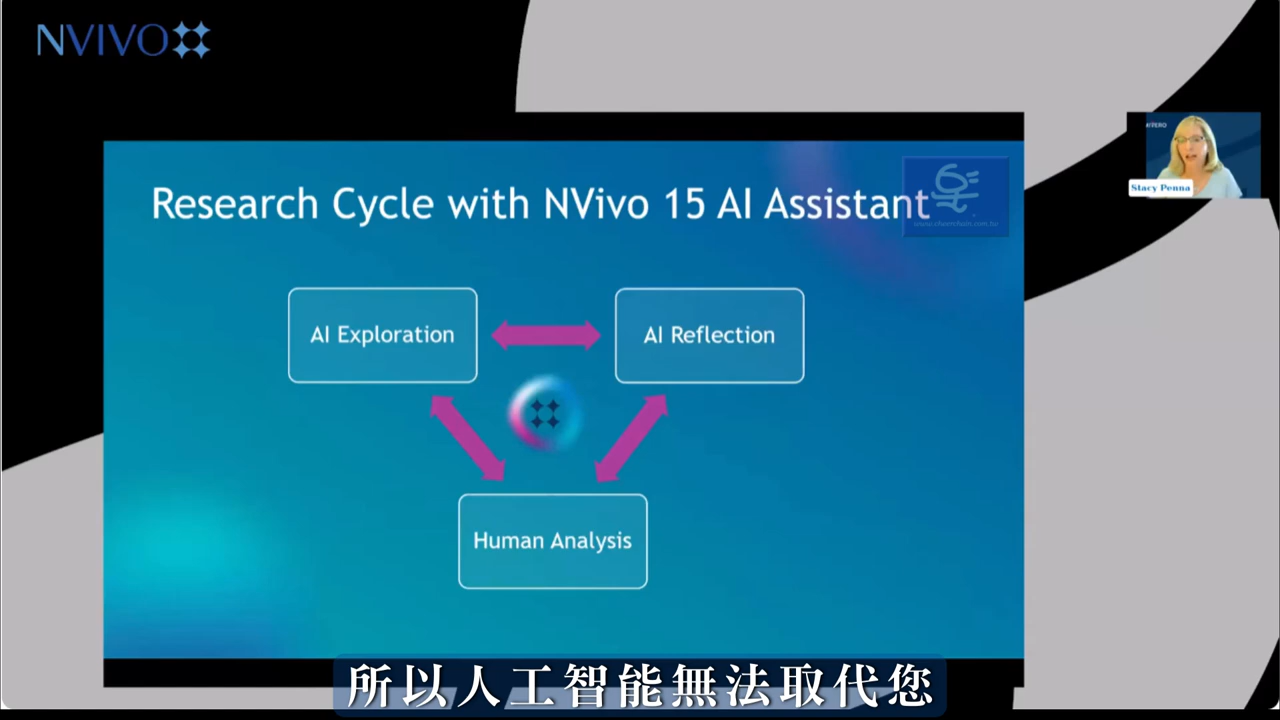 NVIVO
Research Cycle with NVivo 15 AI Assistant
AI Exploration
AI Reflection
Human Analysis
Stacy Penna
所以人工智能無法取代您